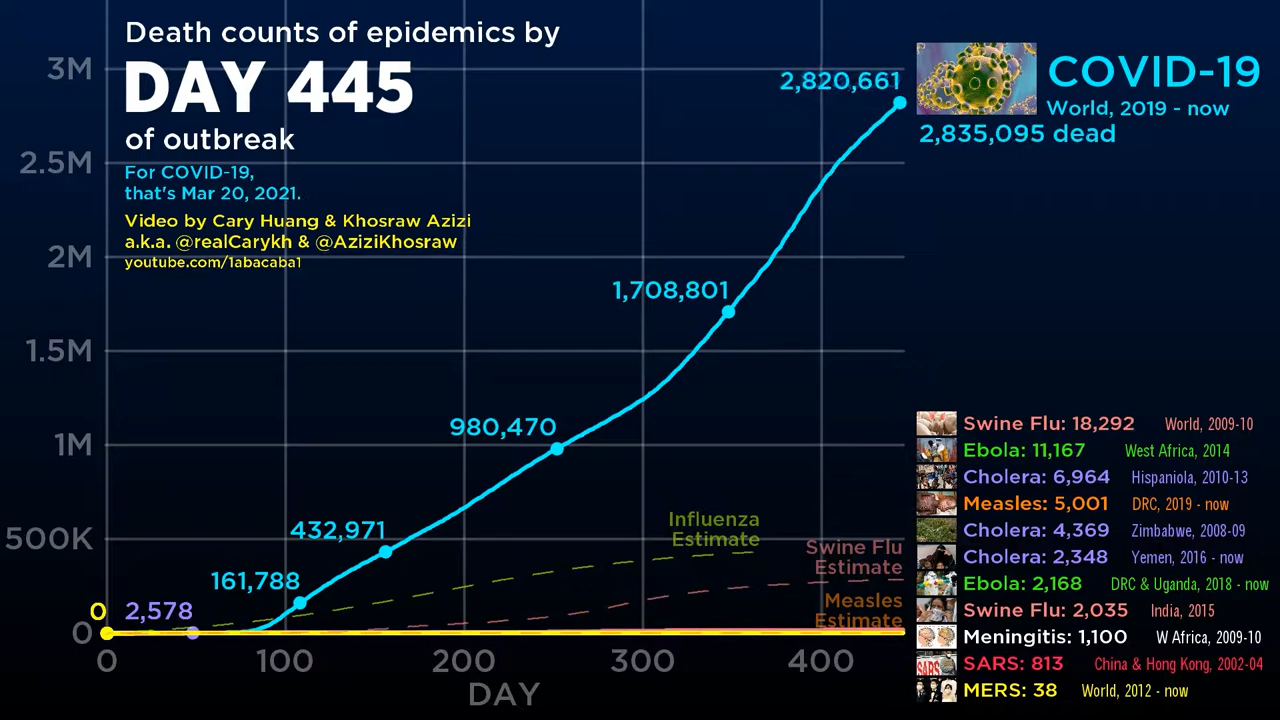 Death counts of epidemics by
DAY 445
of outbreak
For COVID-19,
that's Mar 20, 2021.
Video by Cary Huang & Khosraw Azizi
a.k.a. @realCarykh & @AziziKhosraw
youtube.com/1abacaba1
3M
2.5M
2M
1.5M
1M
500K
0
0
2,578
161,788
432,971
980,470
1,708,801
2,820,661
Influenza
Estimate
Swine Flu
Estimate
Measles
Estimate
0
100
200
300
400
DAY
COVID-19
World, 2019 - now
2,835,095 dead
Swine Flu: 18,292 World, 2009-10
Ebola: 11,167 West Africa, 2014
Cholera: 6,964 Hispaniola, 2010-13
Measles: 5,001 DRC, 2019 - now
Cholera: 4,369 Zimbabwe, 2008-09
Cholera: 2,348 Yemen, 2016 - now
Ebola: 2,168 DRC & Uganda, 2018 - now
Swine Flu: 2,035 India, 2015
Meningitis: 1,100 W Africa, 2009-10
SARS
SARS: 813 China & Hong Kong, 2002-04
MERS: 38 World, 2012 - now